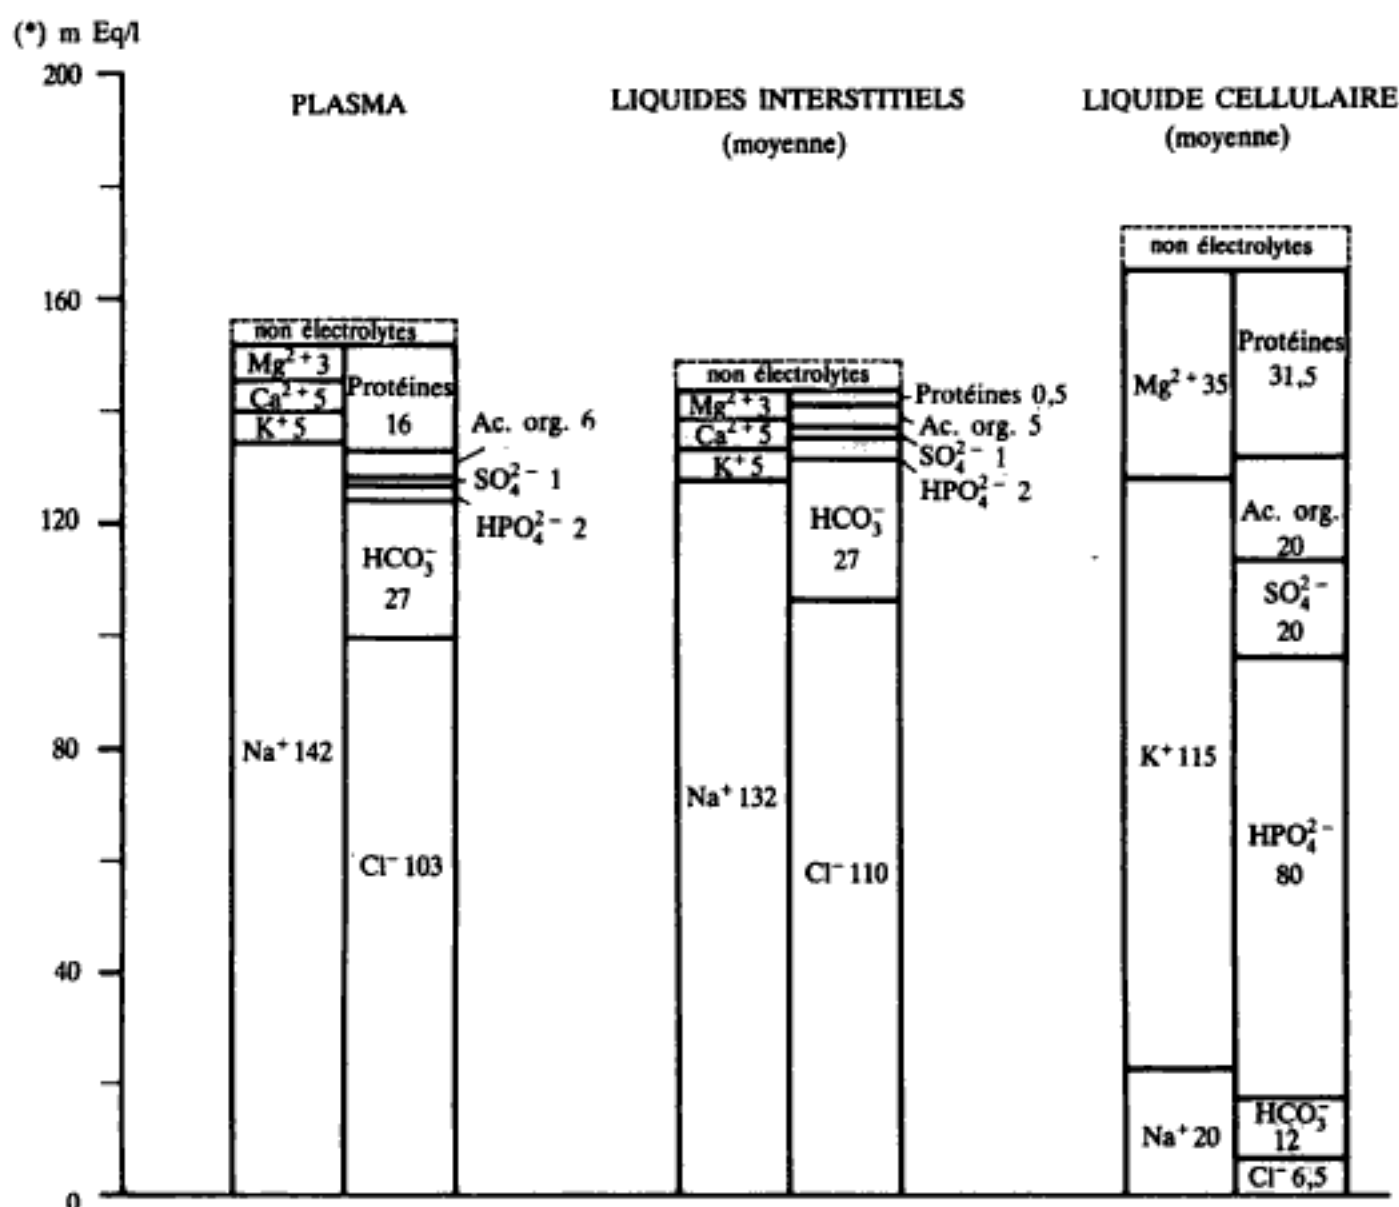 (*) m Eq/l
200
160
120
80
40
0
PLASMA
non électrolytes
Mg²⁺ 3
Ca²⁺ 5
K⁺ 5
Na⁺ 142
Protéines
16
Ac. org. 6
SO₄²⁻ 1
HPO₄²⁻ 2
HCO₃⁻
27
Cl⁻ 103
LIQUIDES INTERSTITIELS
(moyenne)
non électrolytes
Mg²⁺ 3
Ca²⁺ 5
K⁺ 5
Na⁺ 132
Protéines 0,5
Ac. org. 5
SO₄²⁻ 1
HPO₄²⁻ 2
HCO₃⁻
27
Cl⁻ 110
LIQUIDE CELLULAIRE
(moyenne)
non électrolytes
Mg²⁺ 35
K⁺ 115
Na⁺ 20
Protéines
31,5
Ac. org.
20
SO₄²⁻
20
HPO₄²⁻
80
HCO₃⁻
12
Cl⁻ 6,5